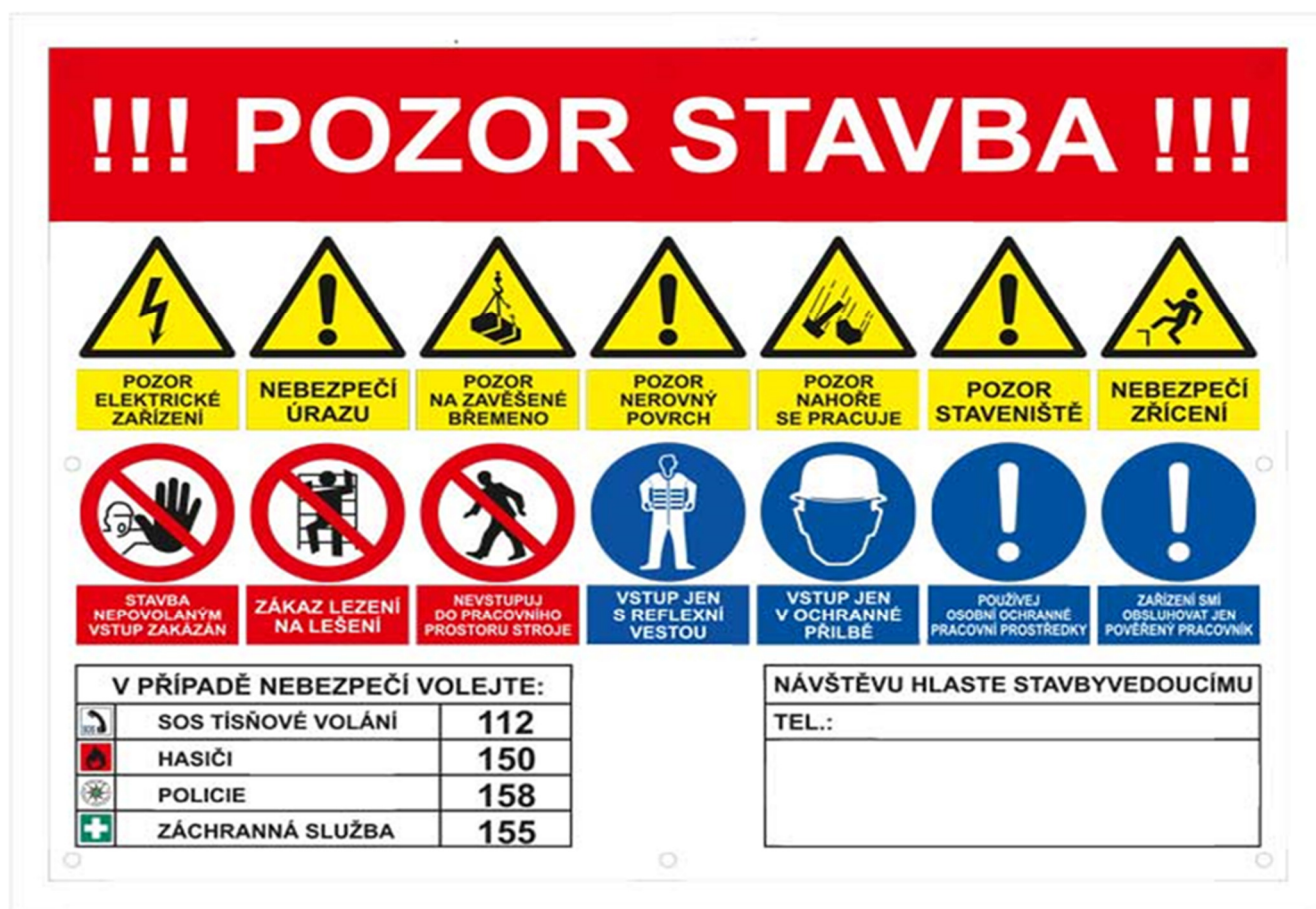 !!! POZOR STAVBA !!!
POZOR
ELEKTRICKÉ
ZAŘÍZENÍ
NEBEZPEČÍ
ÚRAZU
POZOR
NA ZAVĚŠENÉ
BŘEMENO
POZOR
NEROVNÝ
POVRCH
POZOR
NAHOŘE
SE PRACUJE
POZOR
STAVENIŠTĚ
NEBEZPEČÍ
ZŘÍCENÍ
STAVBA
NEPOVOLANÝM
VSTUP ZAKÁZÁN
ZÁKAZ LEZENÍ
NA LEŠENÍ
NEVSTUPUJ
DO PRACOVNÍHO
PROSTORU STROJE
VSTUP JEN
S REFLEXNÍ
VESTOU
VSTUP JEN
V OCHRANNÉ
PŘILBĚ
POUŽÍVEJ
OSOBNÍ OCHRANNÉ
PRACOVNÍ PROSTŘEDKY
ZAŘÍZENÍ SMÍ
OBSLUHOVAT JEN
POVĚŘENÝ PRACOVNÍK
V PŘÍPADĚ NEBEZPEČÍ VOLEJTE:
SOS
SOS TÍSŇOVÉ VOLÁNÍ 112
HASIČI 150
POLICIE 158
ZÁCHRANNÁ SLUŽBA 155
NÁVŠTĚVU HLASTE STAVBYVEDOUCÍMU
TEL.: